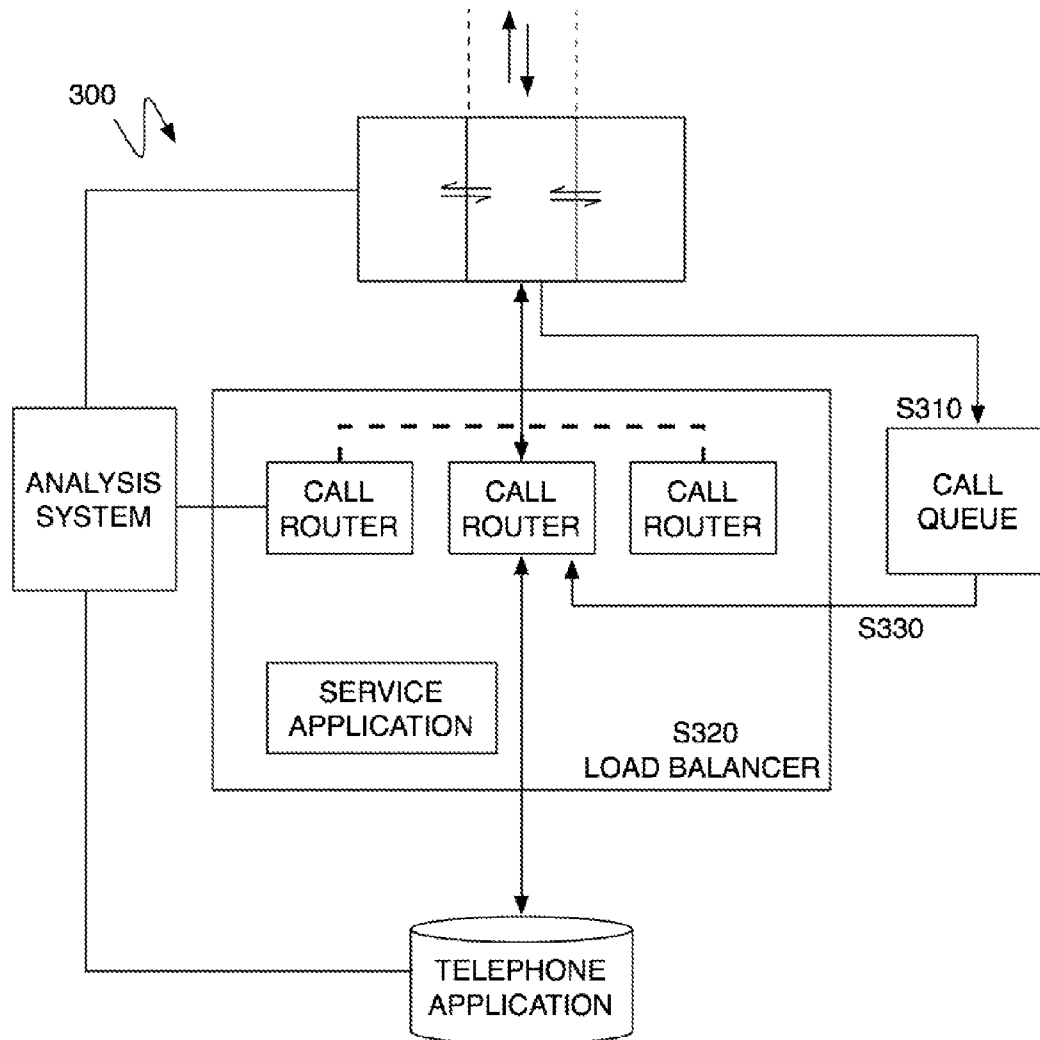 300
S310
ANALYSIS
SYSTEM
CALL
ROUTER
CALL
ROUTER
CALL
ROUTER
CALL
QUEUE
S330
SERVICE
APPLICATION
S320
LOAD BALANCER
TELEPHONE
APPLICATION